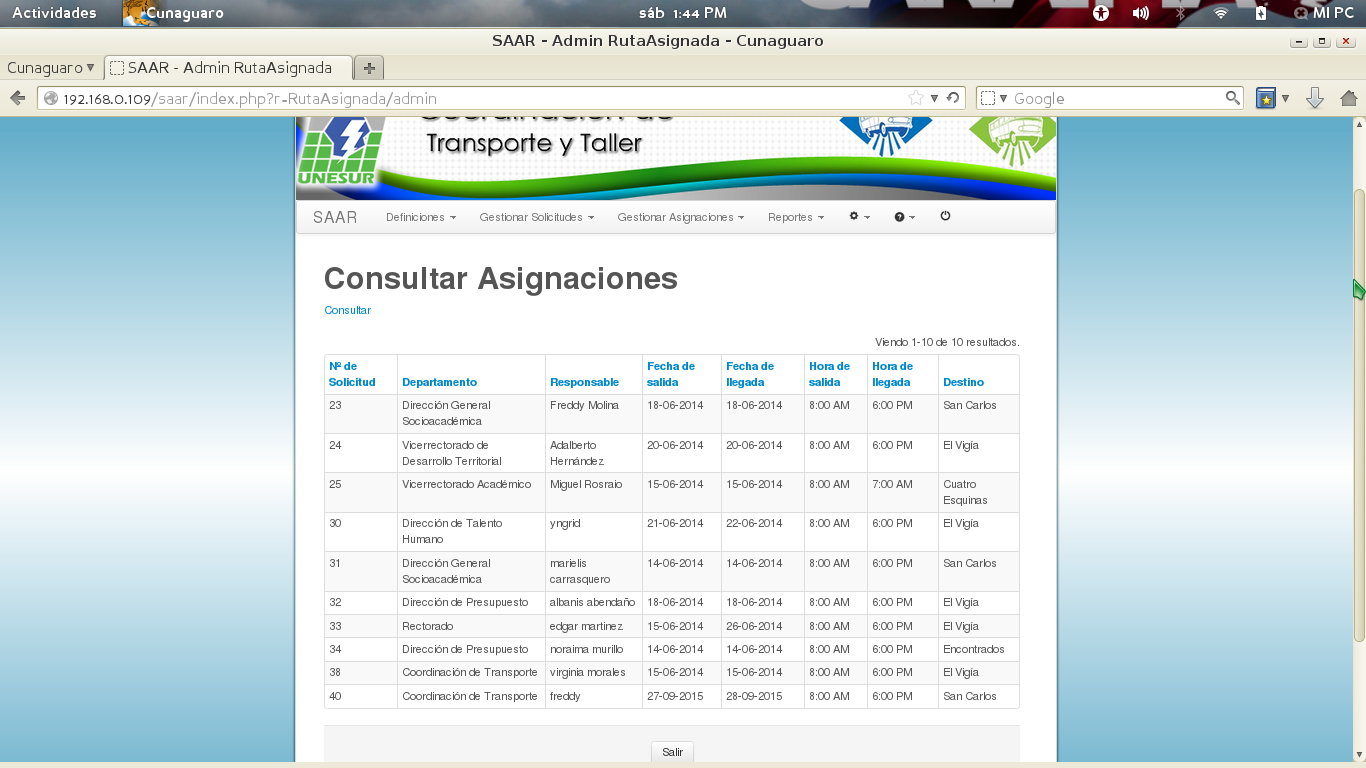 Actividades Cunaguaro sáb 1:44 PM MI PC
SAAR - Admin RutaAsignada - Cunaguaro
Cunaguaro SAAR - Admin RutaAsignada
192.168.0.109/saar/index.php?r=RutaAsignada/admin Google
Transporte y Taller
UNESUR
SAAR Definiciones Gestionar Solicitudes Gestionar Asignaciones Reportes
Consultar Asignaciones
Consultar
Viendo 1-10 de 10 resultados.
Nº de Solicitud Departamento Responsable Fecha de salida Fecha de llegada Hora de salida Hora de llegada Destino
23 Dirección General Socioacadémica Freddy Molina 18-06-2014 18-06-2014 8:00 AM 6:00 PM San Carlos
24 Vicerrectorado de Desarrollo Territorial Adalberto Hernández 20-06-2014 20-06-2014 8:00 AM 6:00 PM El Vigía
25 Vicerrectorado Académico Miguel Rosraio 15-06-2014 15-06-2014 8:00 AM 7:00 AM Cuatro Esquinas
30 Dirección de Talento Humano yngrid 21-06-2014 22-06-2014 8:00 AM 6:00 PM El Vigía
31 Dirección General Socioacadémica marielis carrasquero 14-06-2014 14-06-2014 8:00 AM 6:00 PM San Carlos
32 Dirección de Presupuesto albanis abendaño 18-06-2014 18-06-2014 8:00 AM 6:00 PM El Vigía
33 Rectorado edgar martinez 15-06-2014 26-06-2014 8:00 AM 6:00 PM El Vigía
34 Dirección de Presupuesto noraima murillo 14-06-2014 14-06-2014 8:00 AM 6:00 PM Encontrados
38 Coordinación de Transporte virginia morales 15-06-2014 15-06-2014 8:00 AM 6:00 PM El Vigía
40 Coordinación de Transporte freddy 27-09-2015 28-09-2015 8:00 AM 6:00 PM San Carlos
Salir